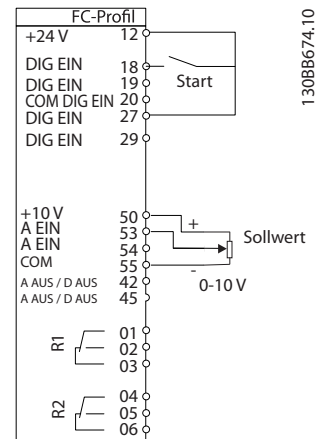 FC-Profil
+24 V 12
DIG EIN 18
DIG EIN 19
COM DIG EIN 20
DIG EIN 27
DIG EIN 29
Start
+10 V 50
A EIN 53
A EIN 54
COM 55
A AUS / D AUS 42
A AUS / D AUS 45
+
-
0-10 V
Sollwert
R1
01
02
03
R2
04
05
06
130BB674.10